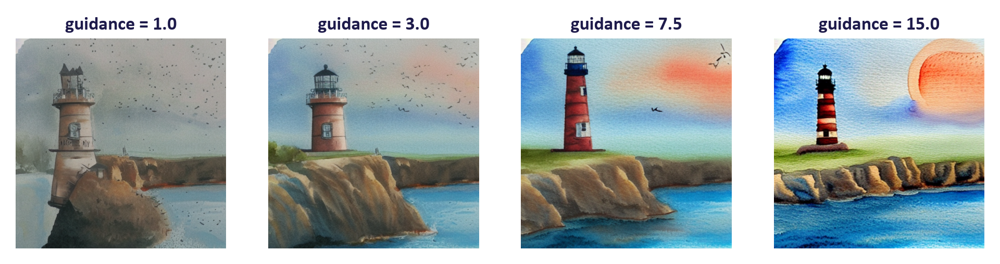 guidance = 1.0
guidance = 3.0
guidance = 7.5
guidance = 15.0